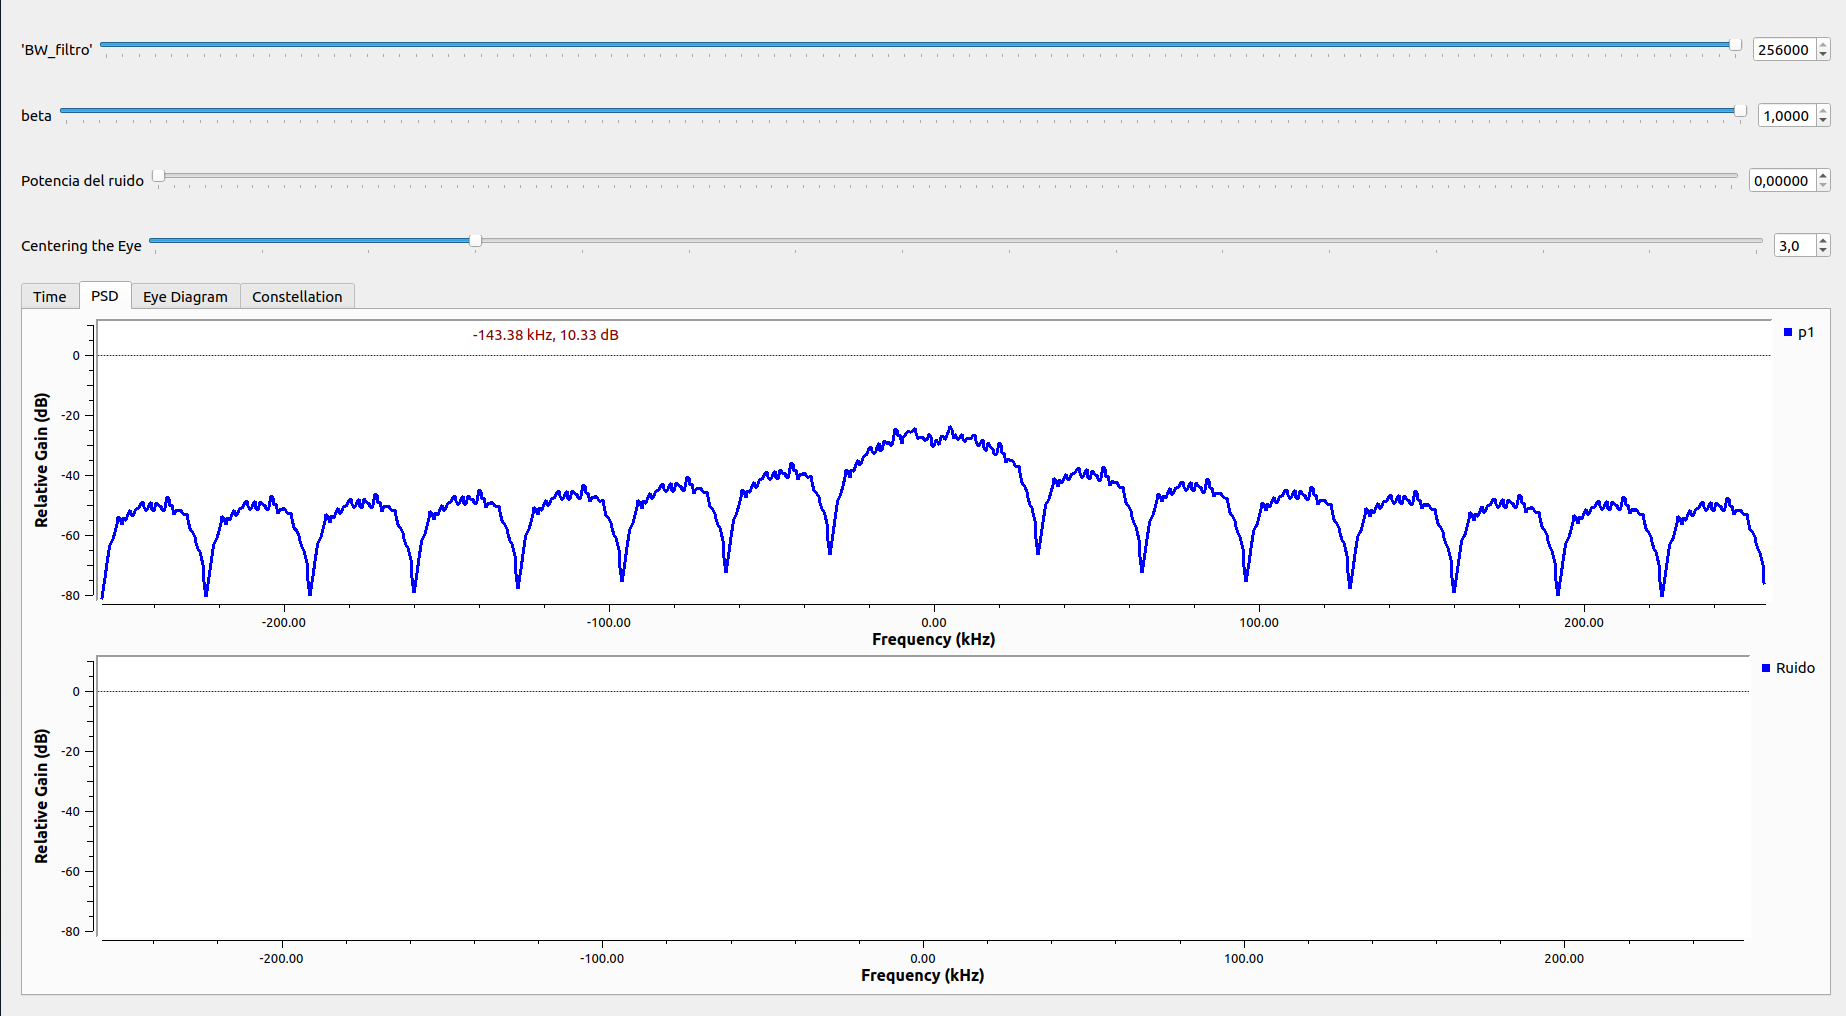 'BW_filtro' 256000
beta 1,0000
Potencia del ruido 0,00000
Centering the Eye 3,0
Time PSD Eye Diagram Constellation
-143.38 kHz, 10.33 dB
p1
Relative Gain (dB)
0
-20
-40
-60
-80
-200.00 -100.00 0.00 100.00 200.00
Frequency (kHz)
Ruido
Relative Gain (dB)
0
-20
-40
-60
-80
-200.00 -100.00 0.00 100.00 200.00
Frequency (kHz)